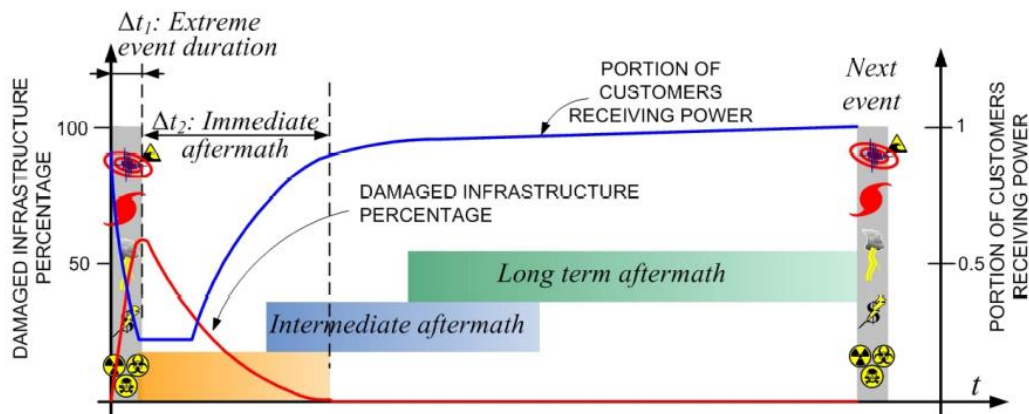 Δt₁: Extreme
event duration
DAMAGED INFRASTRUCTURE
PERCENTAGE
100
50
Δt₂: Immediate
aftermath
PORTION OF
CUSTOMERS
RECEIVING POWER
DAMAGED INFRASTRUCTURE
PERCENTAGE
Long term aftermath
Intermediate aftermath
Next
event
1
0.5
t
PORTION OF CUSTOMERS
RECEIVING POWER